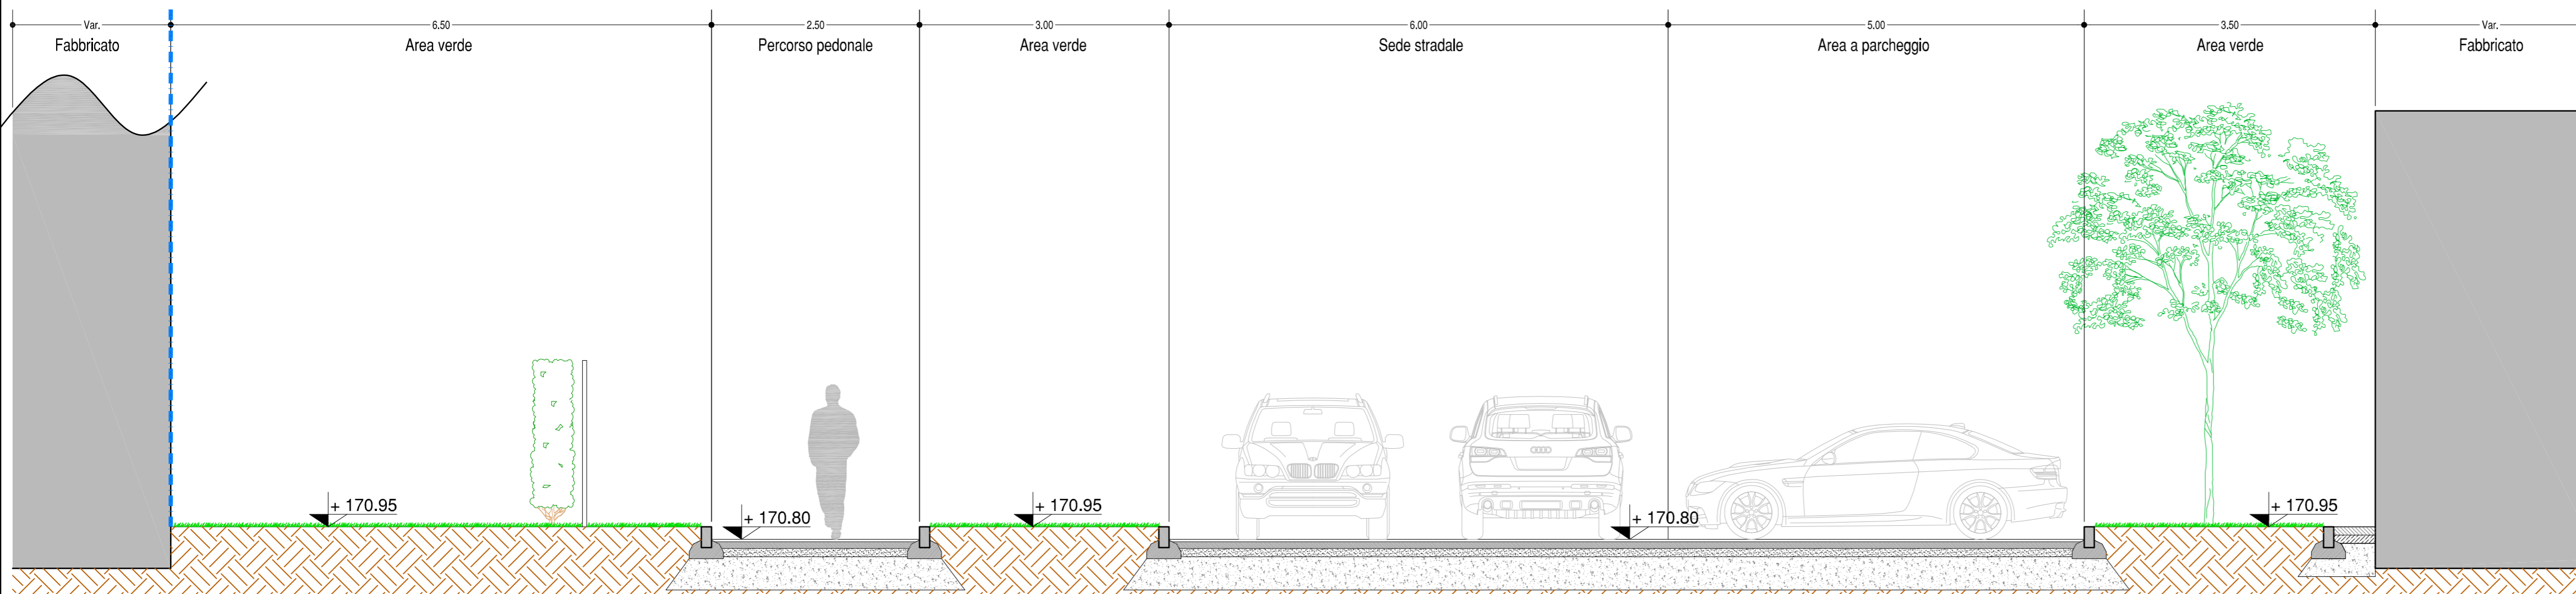 Var. 6.50 2.50 3.00 6.00 5.00 3.50 Var.
Fabbricato Area verde Percorso pedonale Area verde Sede stradale Area a parcheggio Area verde Fabbricato
+ 170.95 + 170.80 + 170.95 + 170.80 + 170.95